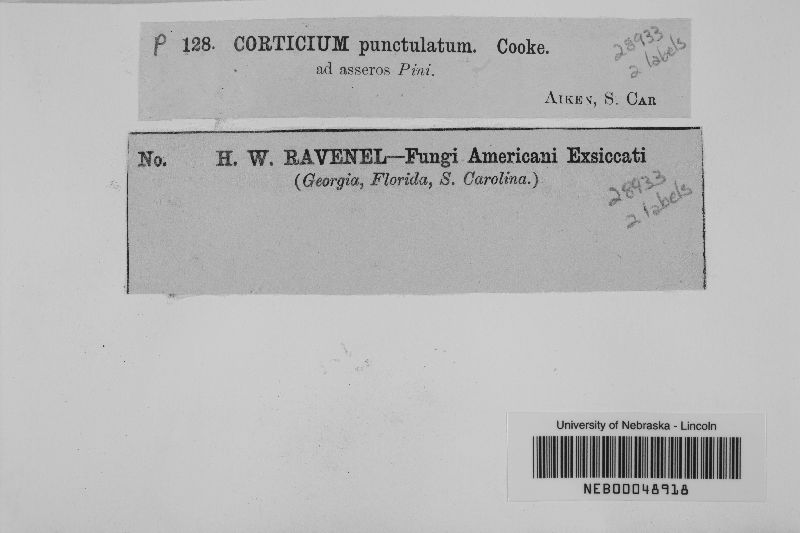 P 128. CORTICIUM punctulatum. Cooke.
ad asseros Pini.
AIKEN, S. CAR
28933
2 labels
No. H. W. RAVENEL—Fungi Americani Exsiccati
(Georgia, Florida, S. Carolina.)
28933
2 labels
University of Nebraska - Lincoln
NEB00048918